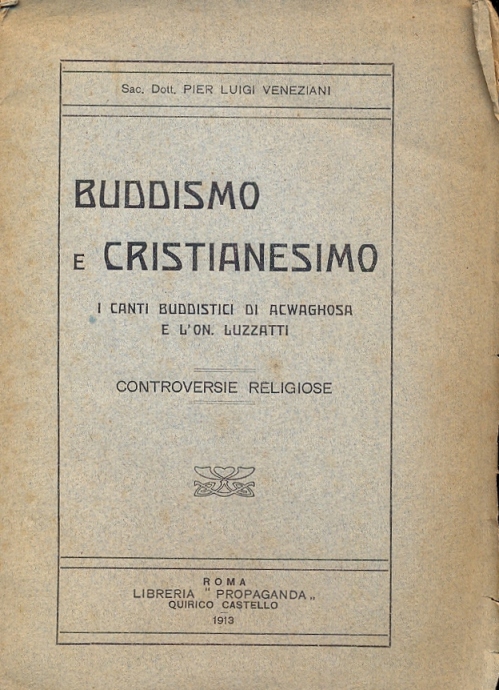 Sac. Dott. PIER LUIGI VENEZIANI
BUDDISMO
E CRISTIANESIMO
I CANTI BUDDISTICI DI ACWAGHOSA
E L'ON. LUZZATTI
CONTROVERSIE RELIGIOSE
ROMA
LIBRERIA " PROPAGANDA „
QUIRICO CASTELLO
1913